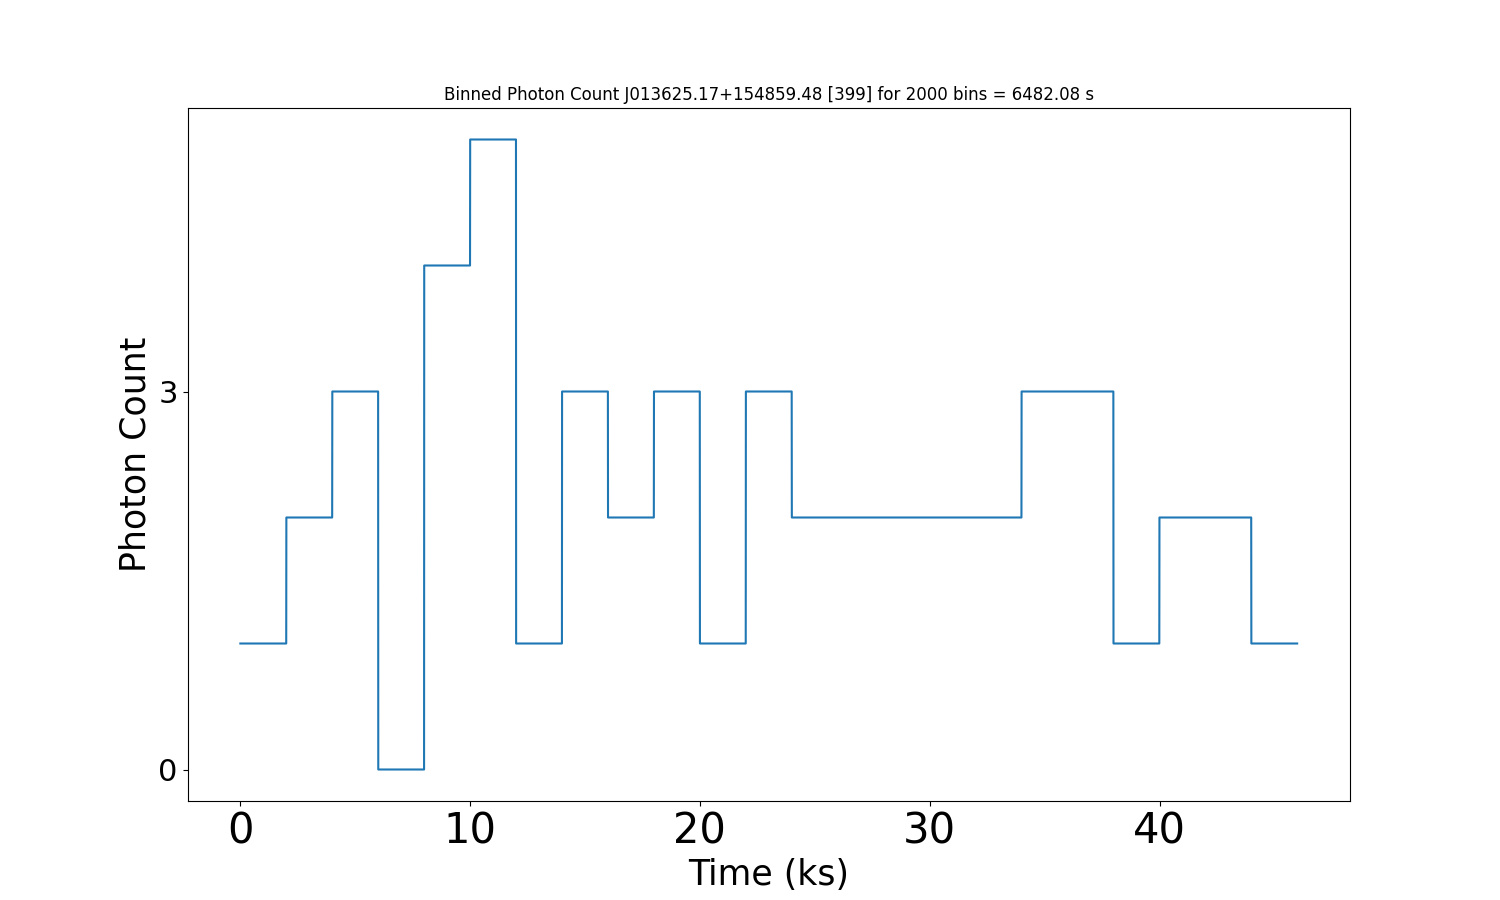 Binned Photon Count J013625.17+154859.48 [399] for 2000 bins = 6482.08 s
Photon Count
3
0
0 10 20 30 40
Time (ks)